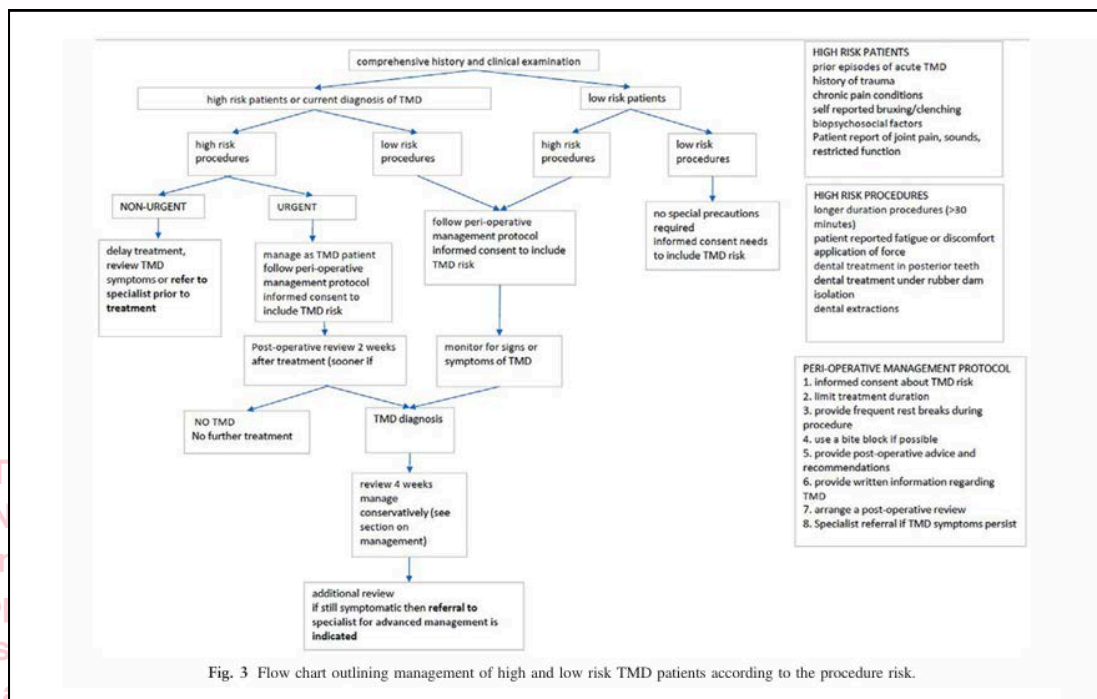 comprehensive history and clinical examination
high risk patients or current diagnosis of TMD
low risk patients
high risk
procedures
low risk
procedures
high risk
procedures
low risk
procedures
NON-URGENT
URGENT
delay treatment,
review TMD
symptoms or refer to
specialist prior to
treatment
manage as TMD patient
follow peri-operative
management protocol
informed consent to
include TMD risk
follow peri-operative
management protocol
informed consent to include
TMD risk
no special precautions
required
informed consent needs
to include TMD risk
Post-operative review 2 weeks
after treatment (sooner if
monitor for signs or
symptoms of TMD
NO TMD
No further treatment
TMD diagnosis
review 4 weeks
manage
conservatively (see
section on
management)
additional review
if still symptomatic then referral to
specialist for advanced management is
indicated
HIGH RISK PATIENTS
prior episodes of acute TMD
history of trauma
chronic pain conditions
self reported bruxing/clenching
biopsychosocial factors
Patient report of joint pain, sounds,
restricted function
HIGH RISK PROCEDURES
longer duration procedures (>30
minutes)
patient reported fatigue or discomfort
application of force
dental treatment in posterior teeth
dental treatment under rubber dam
isolation
dental extractions
PERI-OPERATIVE MANAGEMENT PROTOCOL
1. informed consent about TMD risk
2. limit treatment duration
3. provide frequent rest breaks during
procedure
4. use a bite block if possible
5. provide post-operative advice and
recommendations
6. provide written information regarding
TMD
7. arrange a post-operative review
8. Specialist referral if TMD symptoms persist
Fig. 3 Flow chart outlining management of high and low risk TMD patients according to the procedure risk.